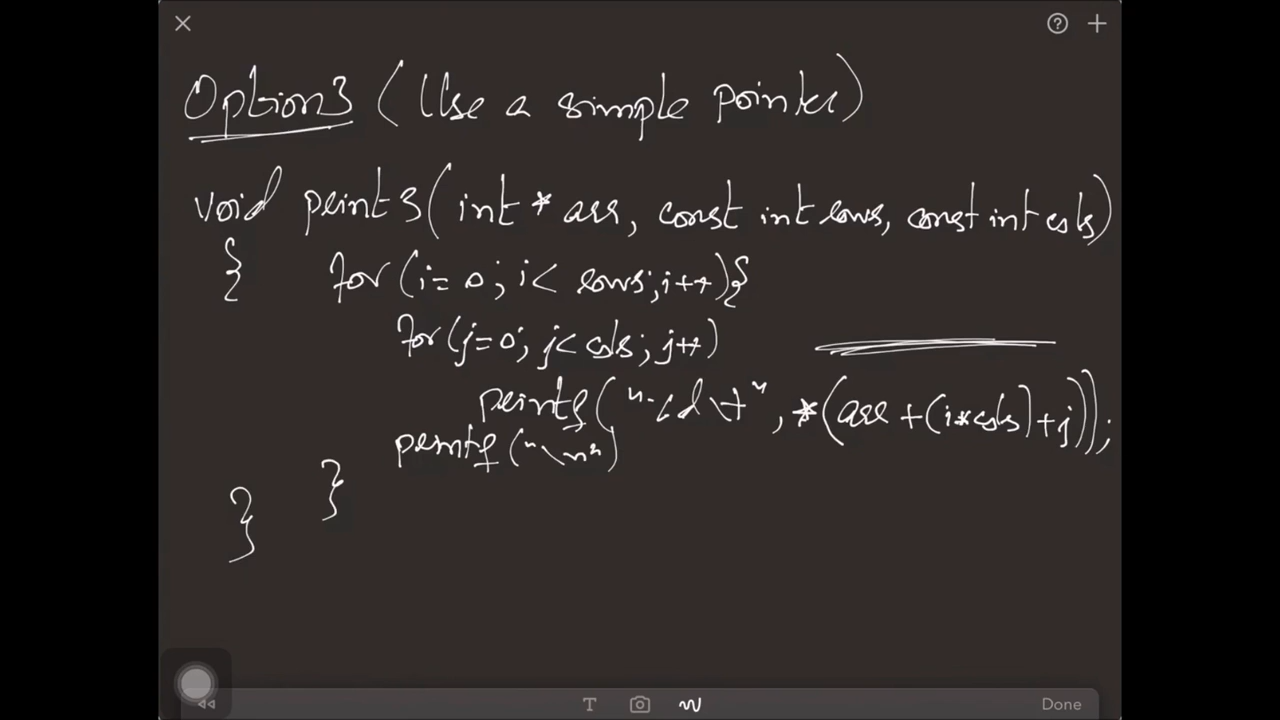 Option3 (Use a simple pointer)
void print3(int * arr, const int rows, const int cols)
{ for (i=0; i< rows; i++){
for (j=0; j< cols; j++)
printf("%d\t", *(arr + (i*cols)+j));
printf("\n")
}
}
T
Done